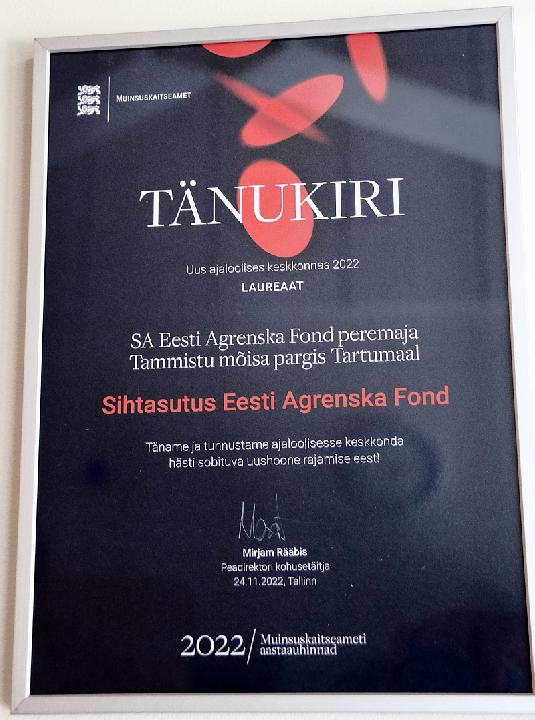 MUINSUSKAITSEAMET
TÄNUKIRI
Uus ajaloolises keskkonnas 2022
LAUREAAT
SA Eesti Agrenska Fond peremaja
Tammistu mõisa pargis Tartumaal
Sihtasutus Eesti Agrenska Fond
Täname ja tunnustame ajaloolisesse keskkonda
hästi sobituva uushoone rajamise eest!
Mirjam Rääbis
Peadirektori kohusetäitja
24.11.2022, Tallinn
2022/Muinsuskaitseameti
aastaauhinnad